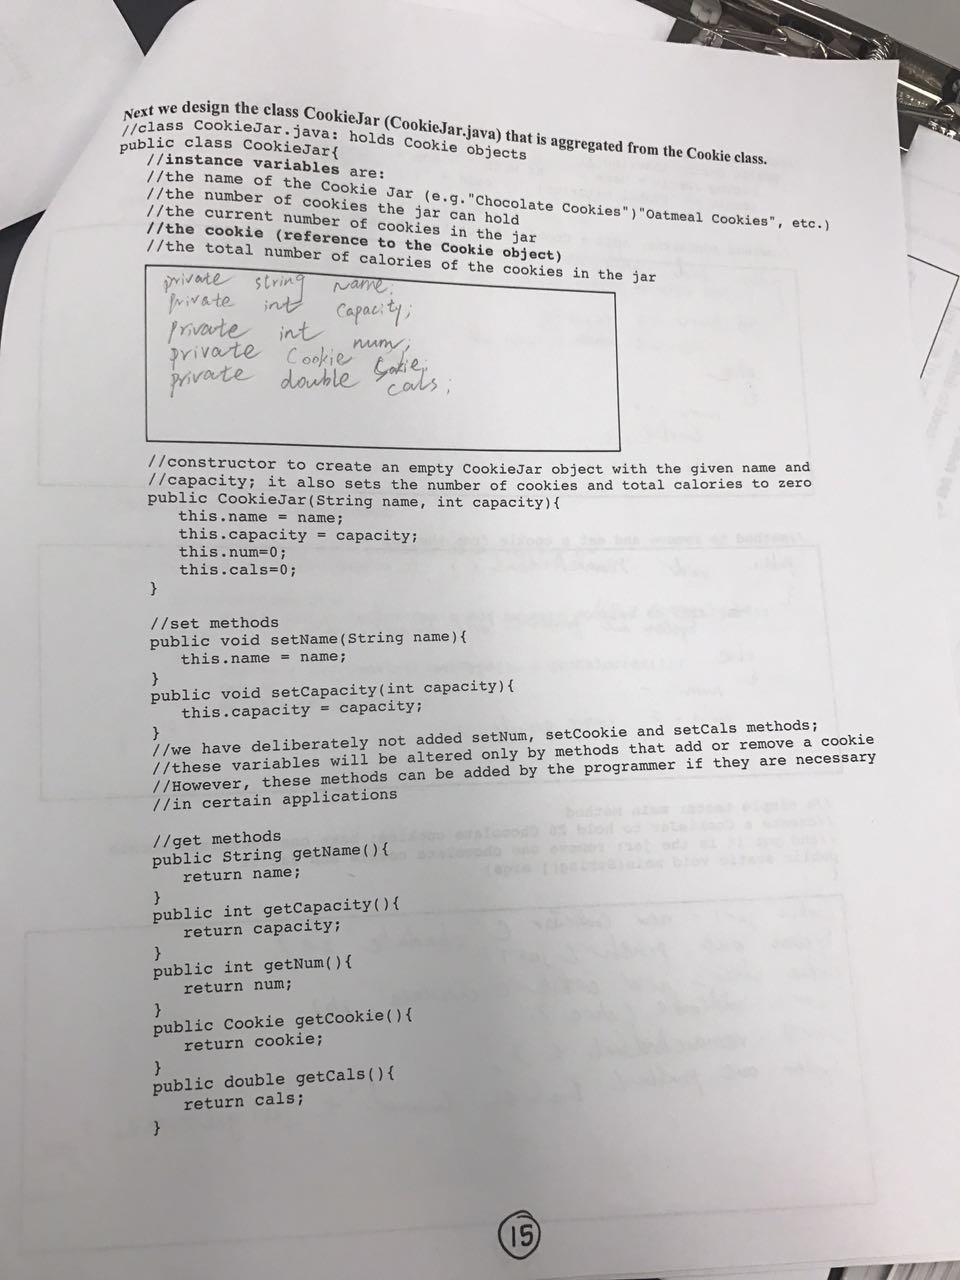 Next we design the class CookieJar (CookieJar.java) that is aggregated from the Cookie class.
//class CookieJar.java: holds Cookie objects
public class CookieJar{
//instance variables are:
//the name of the Cookie Jar (e.g."Chocolate Cookies")"Oatmeal Cookies", etc.)
//the number of cookies the jar can hold
//the current number of cookies in the jar
//the cookie (reference to the Cookie object)
//the total number of calories of the cookies in the jar
private string name;
private int capacity;
private int num;
private Cookie Cookie;
private double cals;
//constructor to create an empty CookieJar object with the given name and
//capacity; it also sets the number of cookies and total calories to zero
public CookieJar(String name, int capacity){
this.name = name;
this.capacity = capacity;
this.num=0;
this.cals=0;
}
//set methods
public void setName(String name){
this.name = name;
}
public void setCapacity(int capacity){
this.capacity = capacity;
}
//we have deliberately not added setNum, setCookie and setCals methods;
//these variables will be altered only by methods that add or remove a cookie
//However, these methods can be added by the programmer if they are necessary
//in certain applications
//get methods
public String getName(){
return name;
}
public int getCapacity(){
return capacity;
}
public int getNum(){
return num;
}
public Cookie getCookie(){
return cookie;
}
public double getCals(){
return cals;
}
15